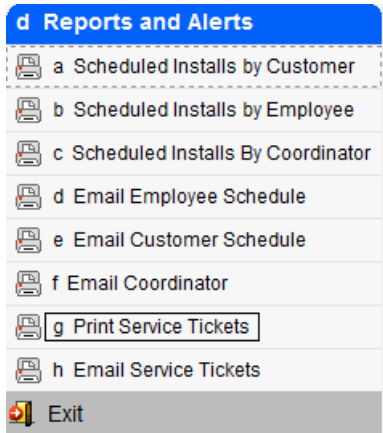 d Reports and Alerts
a Scheduled Installs by Customer
b Scheduled Installs by Employee
c Scheduled Installs By Coordinator
d Email Employee Schedule
e Email Customer Schedule
f Email Coordinator
g Print Service Tickets
h Email Service Tickets
Exit